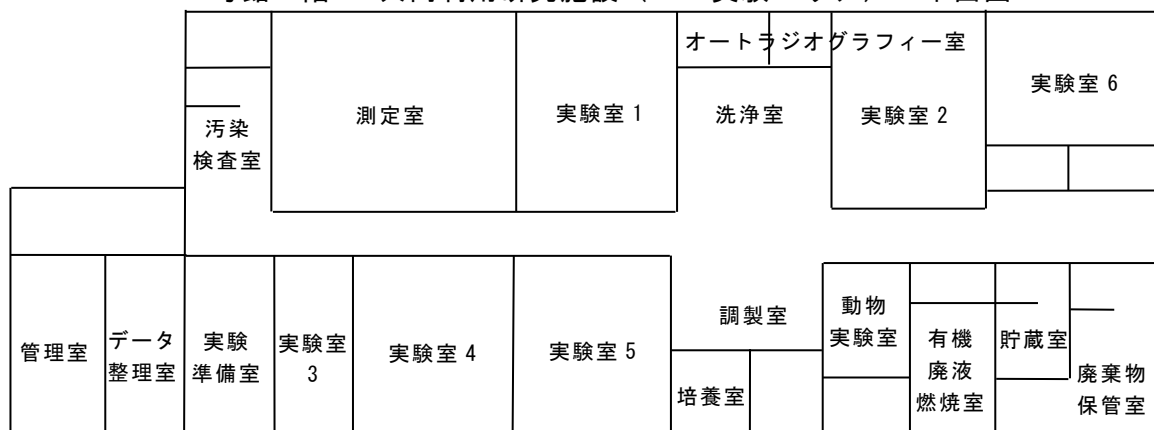 オートラジオグラフィー室
実験室 6
測定室
実験室 1
洗浄室
実験室 2
汚染
検査室
管理室
データ
整理室
実験
準備室
実験室
3
実験室 4
実験室 5
調製室
培養室
動物
実験室
有機
廃液
燃焼室
貯蔵室
廃棄物
保管室